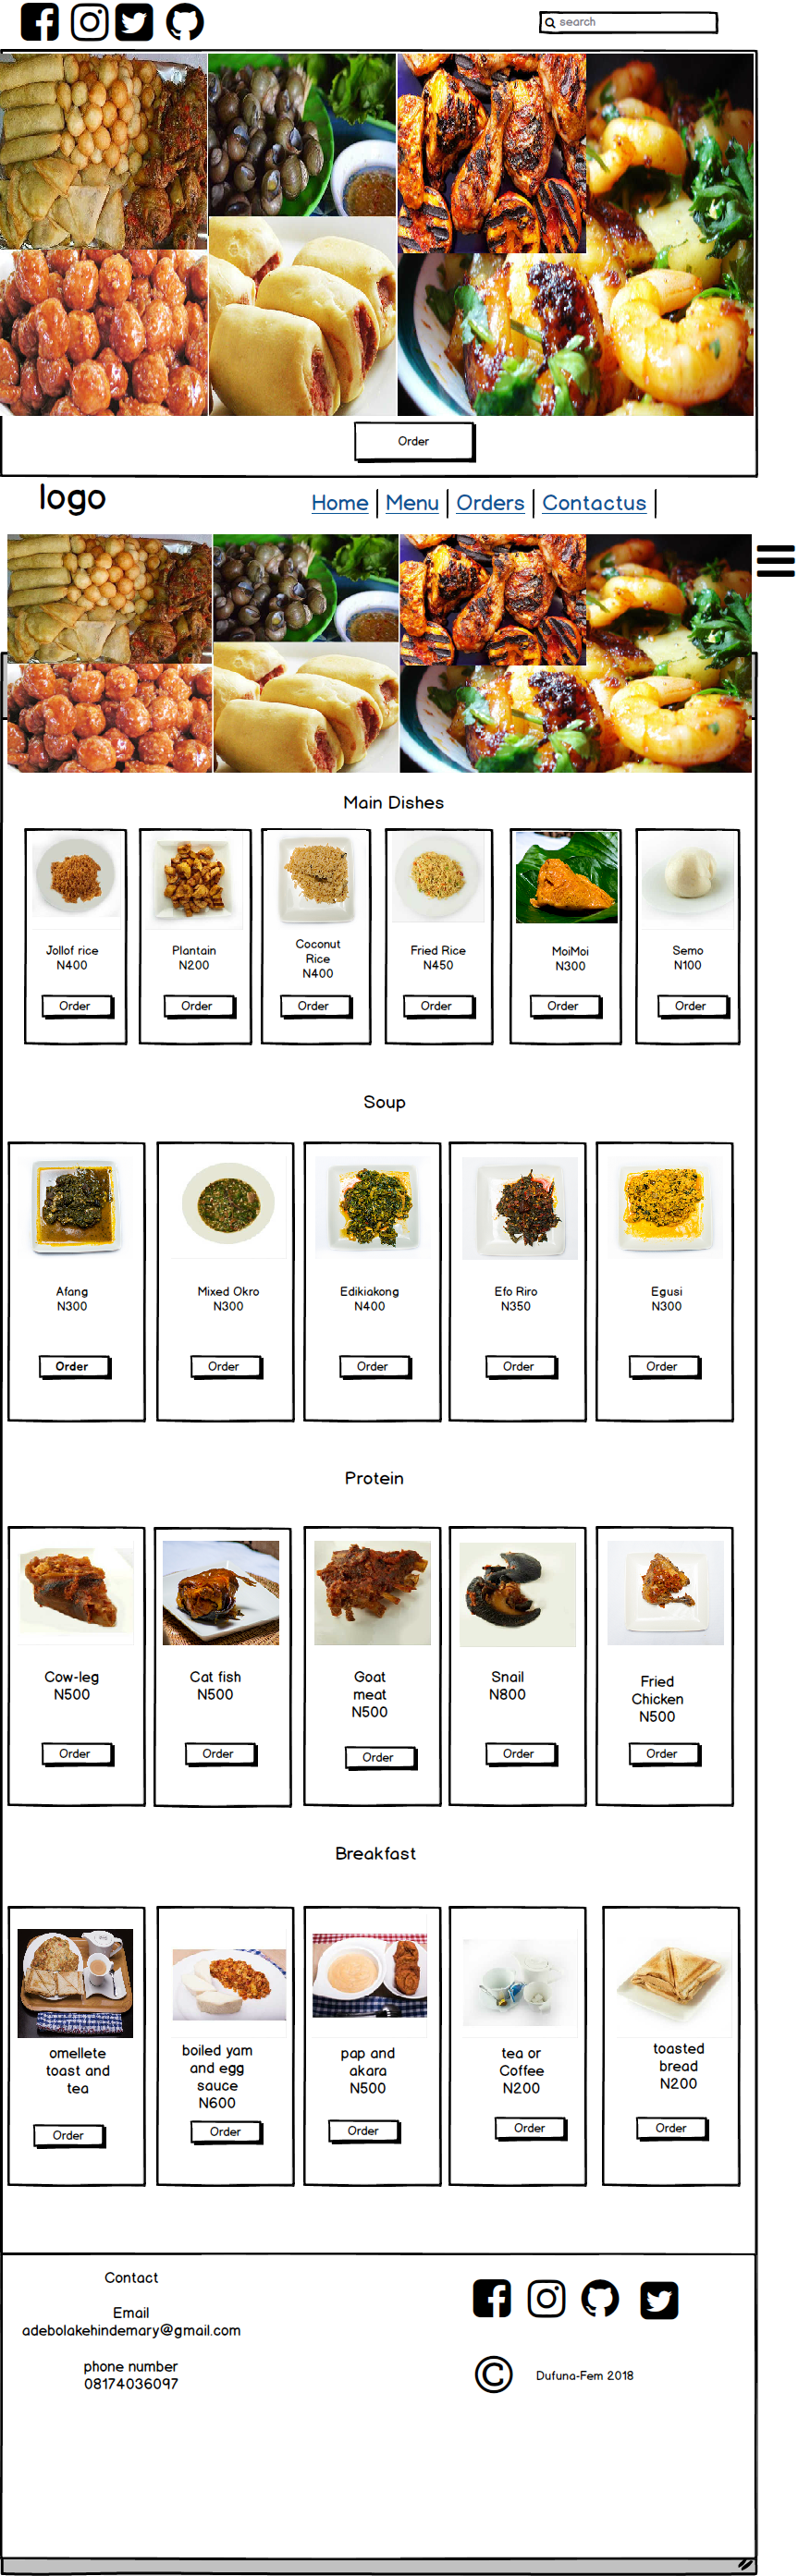 search
Order
logo
Home | Menu | Orders | Contactus |
Main Dishes
Jollof rice
N400
Order
Plantain
N200
Order
Coconut
Rice
N400
Order
Fried Rice
N450
Order
MoiMoi
N300
Order
Semo
N100
Order
Soup
Afang
N300
Order
Mixed Okro
N300
Order
Edikiakong
N400
Order
Efo Riro
N350
Order
Egusi
N300
Order
Protein
Cow-leg
N500
Order
Cat fish
N500
Order
Goat
meat
N500
Order
Snail
N800
Order
Fried
Chicken
N500
Order
Breakfast
omellete
toast and
tea
Order
boiled yam
and egg
sauce
N600
Order
pap and
akara
N500
Order
tea or
Coffee
N200
Order
toasted
bread
N200
Order
Contact
Email
adebolakehindemary@gmail.com
phone number
08174036097
© Dufuna-Fem 2018